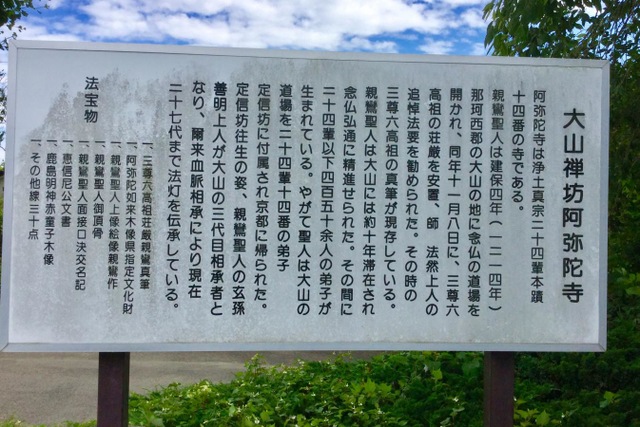 大山禅坊阿弥陀寺
阿弥陀寺は浄土真宗二十四輩本蹟
十四番の寺である。
親鸞聖人は建保四年（一二一四年）
那珂西郡の大山の地に念仏の道場を
開かれ、同年十一月八日に、三尊六
高祖の荘厳を安置、師 法然上人の
追悼法要を勧められた。その時の
三尊六高祖の真筆が現存している。
親鸞聖人は大山には約十年滞在され
念仏弘通に精進せられた。その間に
二十四輩以下四百五十余人の弟子が
生まれている。やがて聖人は大山の
道場を二十四輩十四番の弟子
定信坊に付属され京都に帰られた。
定信坊往生の姿、親鸞聖人の玄孫
善明上人が大山の三代目相承者と
なり、爾来血脈相承により現在
二十七代まで法灯を伝承している。
法宝物
一、三尊六高祖荘厳親鸞真筆
一、阿弥陀如来木像県指定文化財
一、親鸞聖人上像絵像親鸞作
一、親鸞聖人御頂骨
一、親鸞聖人面接口決交名記
一、恵信尼公文書
一、鹿島明神赤童子木像
一、その他線三十点